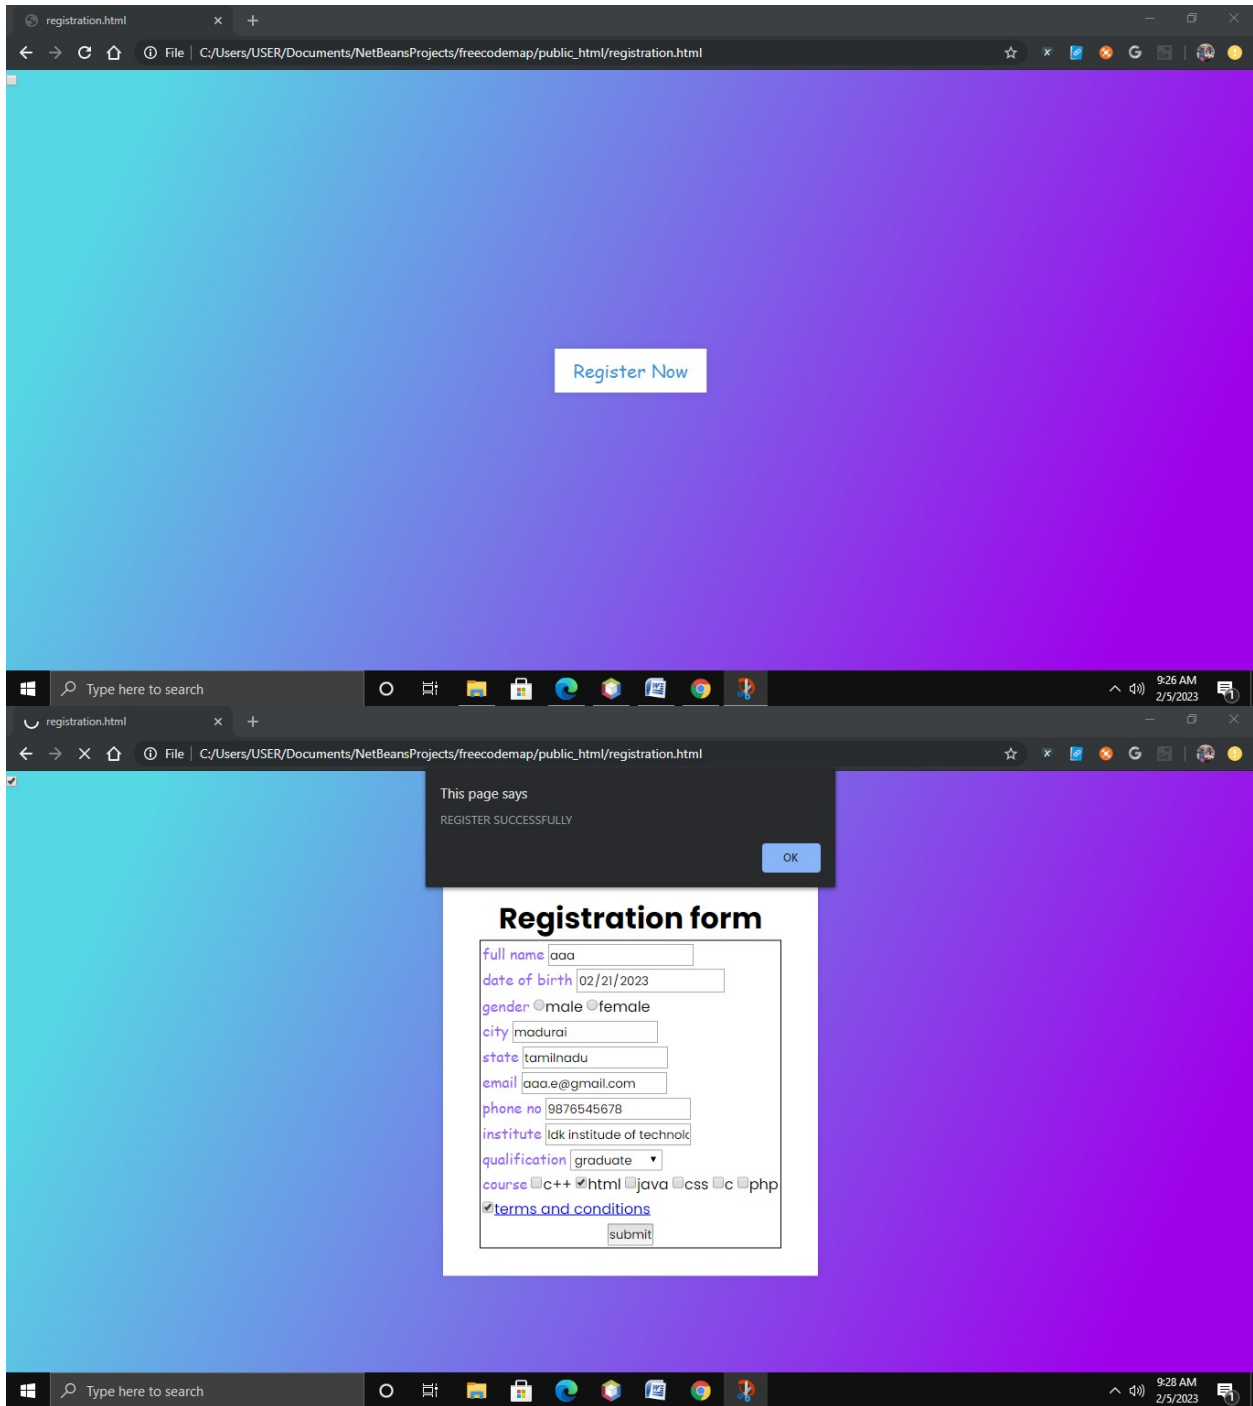 registration.html
File | C:/Users/USER/Documents/NetBeansProjects/freecodemap/public_html/registration.html
Register Now
Type here to search
9:26 AM
2/5/2023
registration.html
File | C:/Users/USER/Documents/NetBeansProjects/freecodemap/public_html/registration.html
This page says
REGISTER SUCCESSFULLY
OK
Registration form
full name aaa
date of birth 02/21/2023
gender male female
city madurai
state tamilnadu
email aaa.e@gmail.com
phone no 9876545678
institute ldk institude of technolo
qualification graduate
course c++ html java css c php
terms and conditions
submit
Type here to search
9:28 AM
2/5/2023